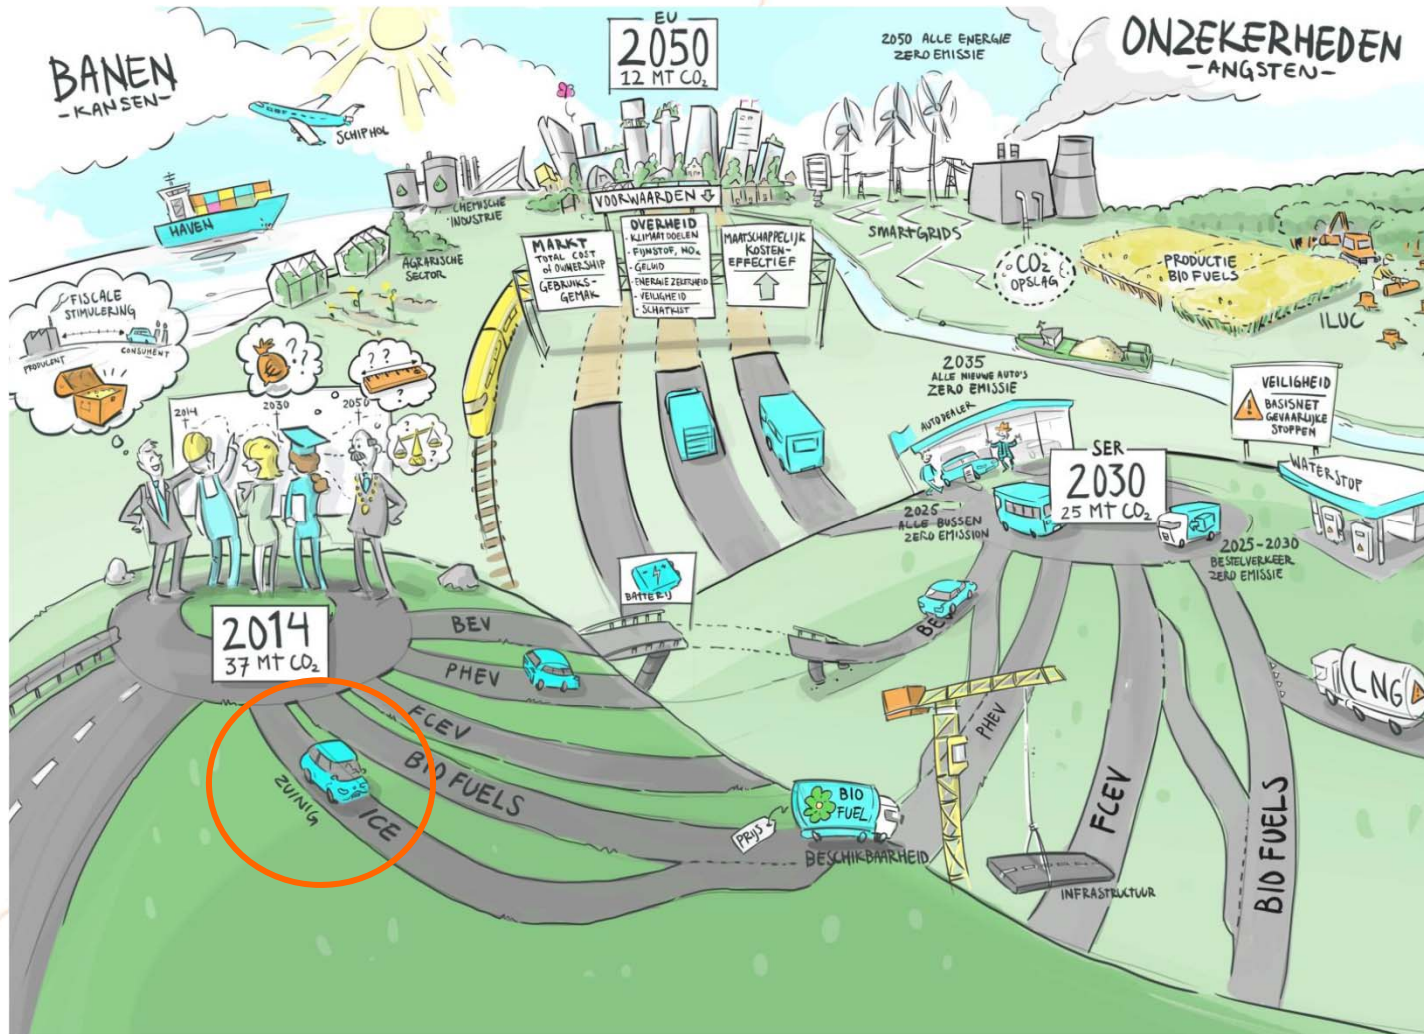 BANEN
-KANSEN-
SCHIPHOL
HAVEN
EU
2050
12 MT CO₂
2050 ALLE ENERGIE
ZERO EMISSIE
ONZEKERHEDEN
-ANGSTEN-
CHEMISCHE
INDUSTRIE
AGRARISCHE
SECTOR
VOORWAARDEN
MARKT
TOTAL COST
of OWNERSHIP
GEBRUIKS-
GEMAK
OVERHEID
- KLIMAATDOELEN
- FIJNSTOF, NOₓ
- GELUID
- ENERGIEZEKERHEID
- VEILIGHEID
- SCHATKIST
MAATSCHAPPELIJK
KOSTEN-
EFFECTIEF
SMARTGRIDS
CO₂
OPSLAG
PRODUCTIE
BIO FUELS
ILUC
FISCALE
STIMULERING
PRODUCENT
CONSUMENT
? ?
? ?
?
?
? ?
?
2014
2030
2050
2035
ALLE NIEUWE AUTO'S
ZERO EMISSIE
AUTODEALER
VEILIGHEID
BASISNET
GEVAARLIJKE
STOFFEN
WATERSTOP
SER
2030
25 MT CO₂
2025
ALLE BUSSEN
ZERO EMISSION
2025-2030
BESTELVERKEER
ZERO EMISSIE
2014
37 MT CO₂
BATTERIJ
BEV
PHEV
FCEV
BIO FUELS
ZUINIG
ICE
BEV
PHEV
FCEV
BIO FUELS
LNG
PRIJS
BIO
FUEL
BESCHIKBAARHEID
INFRASTRUCTUUR